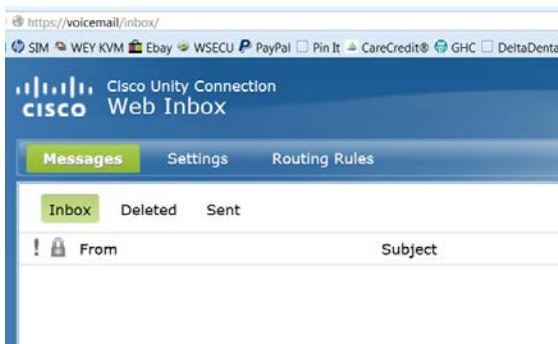 https://voicemail/inbox/
SIM WEY KVM Ebay WSECU PayPal Pin It CareCredit® GHC DeltaDenta
CISCO Cisco Unity Connection
Web Inbox
Messages Settings Routing Rules
Inbox Deleted Sent
! From Subject